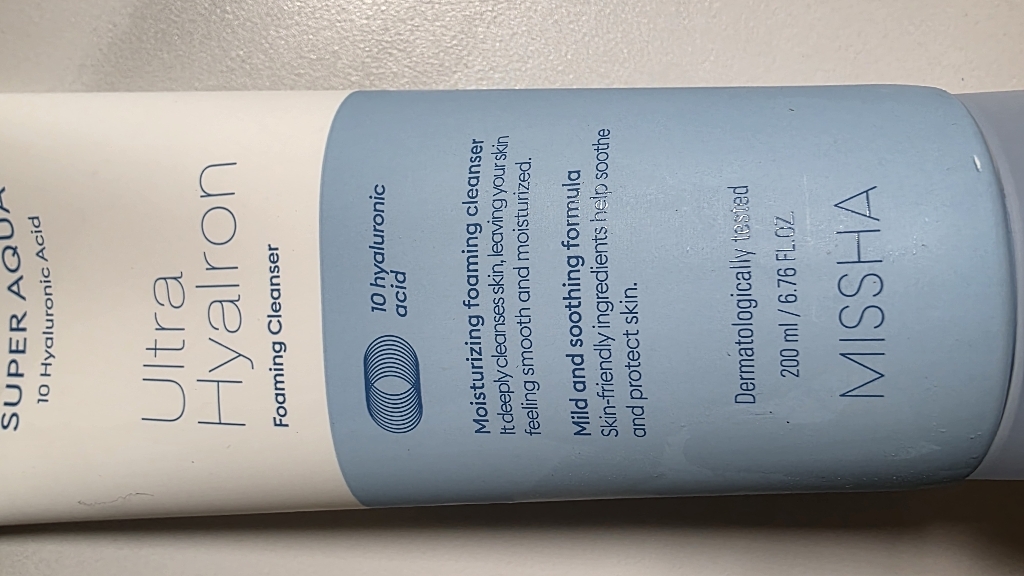 SUPER AQUA
10 Hyaluronic Acid
Ultra
Hyalron
Foaming Cleanser
10 hyaluronic
acid
Moisturizing foaming cleanser
It deeply cleanses skin, leaving your skin
feeling smooth and moisturized.
Mild and soothing formula
Skin-friendly ingredients help soothe
and protect skin.
Dermatologically tested
200 ml / 6.76 FL.OZ.
MISSHA